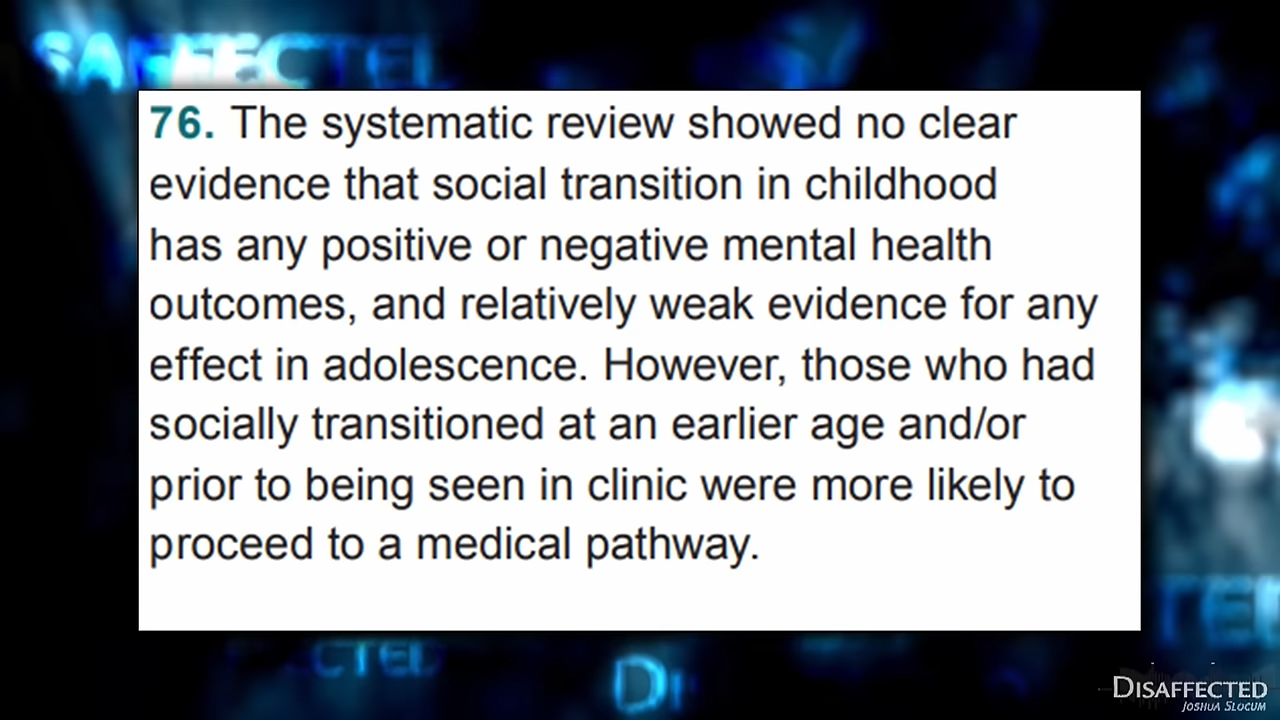 76. The systematic review showed no clear
evidence that social transition in childhood
has any positive or negative mental health
outcomes, and relatively weak evidence for any
effect in adolescence. However, those who had
socially transitioned at an earlier age and/or
prior to being seen in clinic were more likely to
proceed to a medical pathway.
DISAFFECTED
JOSHUA SLOCUM